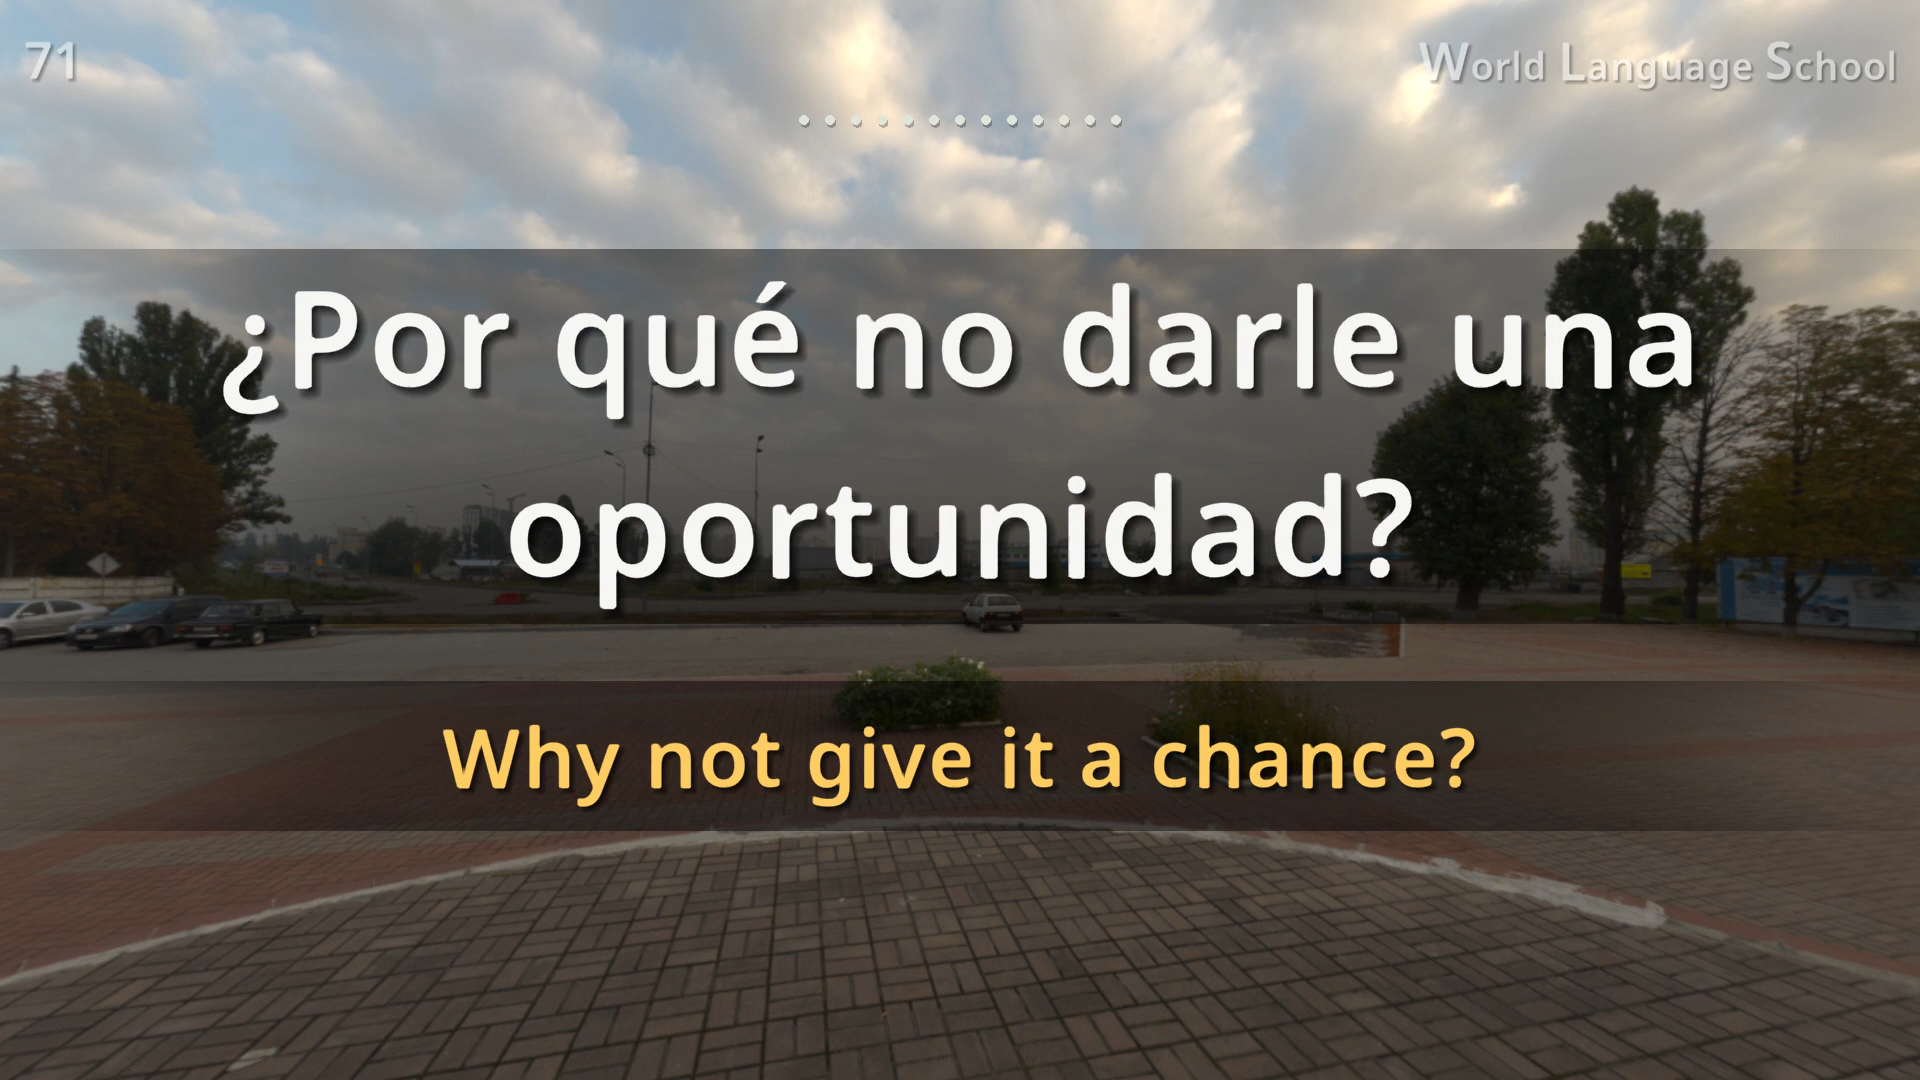 71
World Language School
¿Por qué no darle una
oportunidad?
Why not give it a chance?